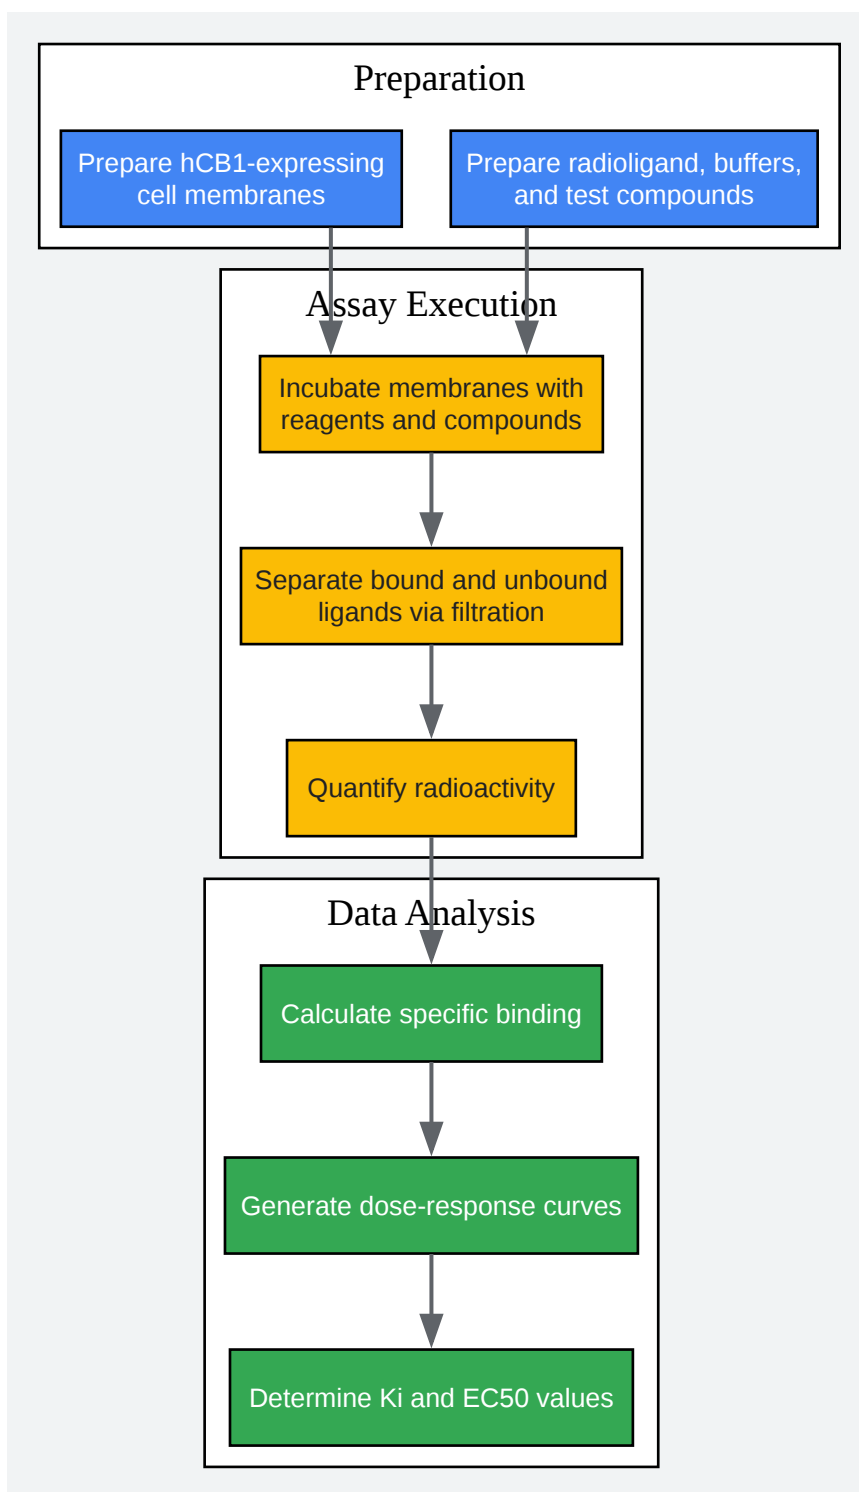 Preparation
Prepare hCB1-expressing
cell membranes
Prepare radioligand, buffers,
and test compounds
Assay Execution
Incubate membranes with
reagents and compounds
Separate bound and unbound
ligands via filtration
Quantify radioactivity
Data Analysis
Calculate specific binding
Generate dose-response curves
Determine Ki and EC50 values